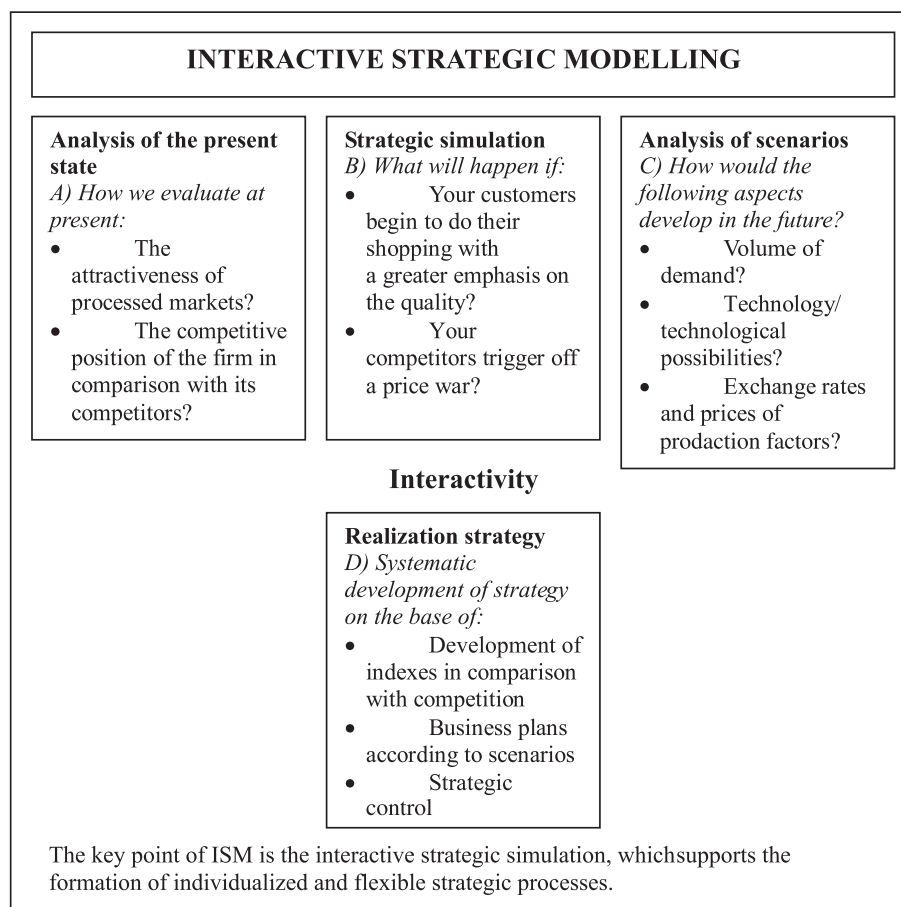 INTERACTIVE STRATEGIC MODELLING
Analysis of the present
state
A) How we evaluate at
present:
• The
attractiveness of
processed markets?
• The competitive
position of the firm in
comparison with its
competitors?
Strategic simulation
B) What will happen if:
• Your customers
begin to do their
shopping with
a greater emphasis on
the quality?
• Your
competitors trigger off
a price war?
Analysis of scenarios
C) How would the
following aspects
develop in the future?
• Volume of
demand?
• Technology/
technological
possibilities?
• Exchange rates
and prices of
prodaction factors?
Interactivity
Realization strategy
D) Systematic
development of strategy
on the base of:
• Development of
indexes in comparison
with competition
• Business plans
according to scenarios
• Strategic
control
The key point of ISM is the interactive strategic simulation, whichsupports the
formation of individualized and flexible strategic processes.